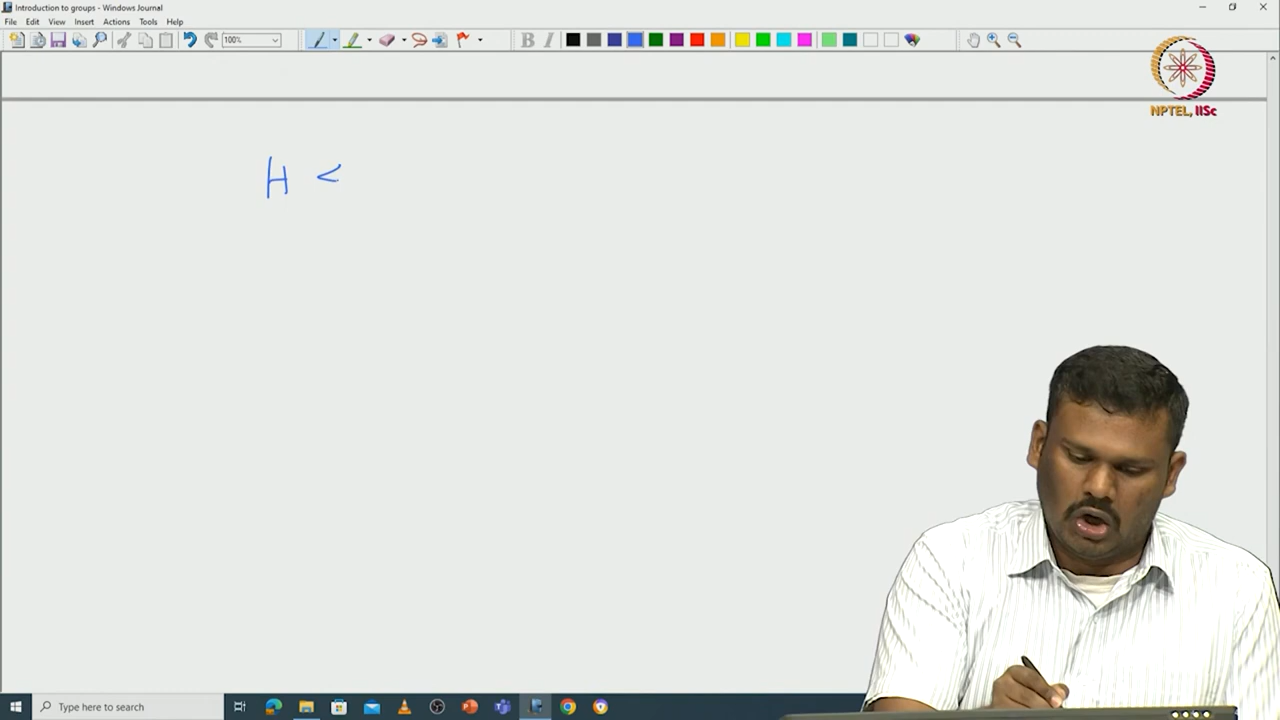 Introduction to groups - Windows Journal
File Edit View Insert Actions Tools Help
100%
B I
NPTEL, IISc
H <
Type here to search